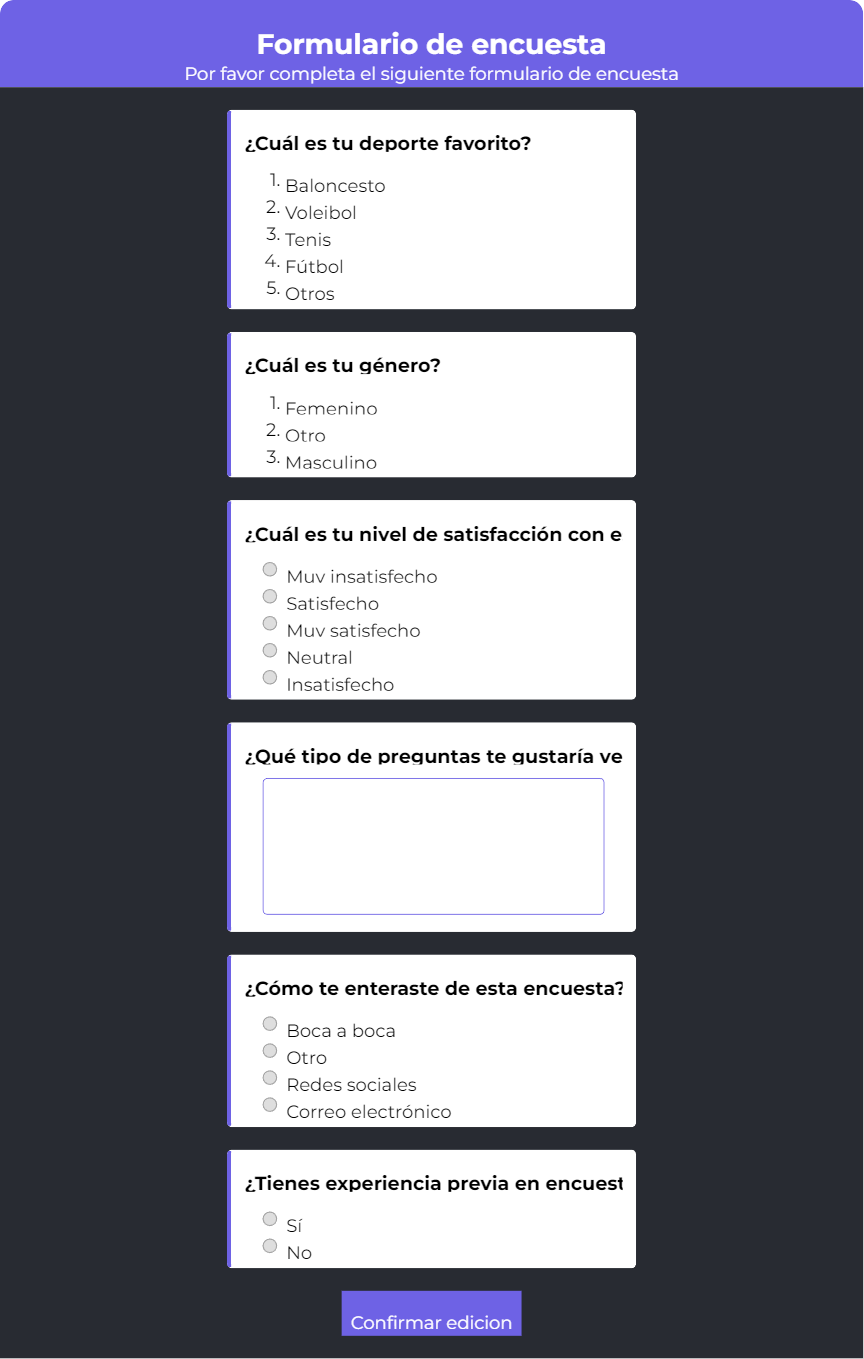 Formulario de encuesta
Por favor completa el siguiente formulario de encuesta
¿Cuál es tu deporte favorito?
1. Baloncesto
2. Voleibol
3. Tenis
4. Fútbol
5. Otros
¿Cuál es tu género?
1. Femenino
2. Otro
3. Masculino
¿Cuál es tu nivel de satisfacción con e
Muy insatisfecho
Satisfecho
Muy satisfecho
Neutral
Insatisfecho
¿Qué tipo de preguntas te gustaría ve
¿Cómo te enteraste de esta encuesta?
Boca a boca
Otro
Redes sociales
Correo electrónico
¿Tienes experiencia previa en encuest
Sí
No
Confirmar edicion